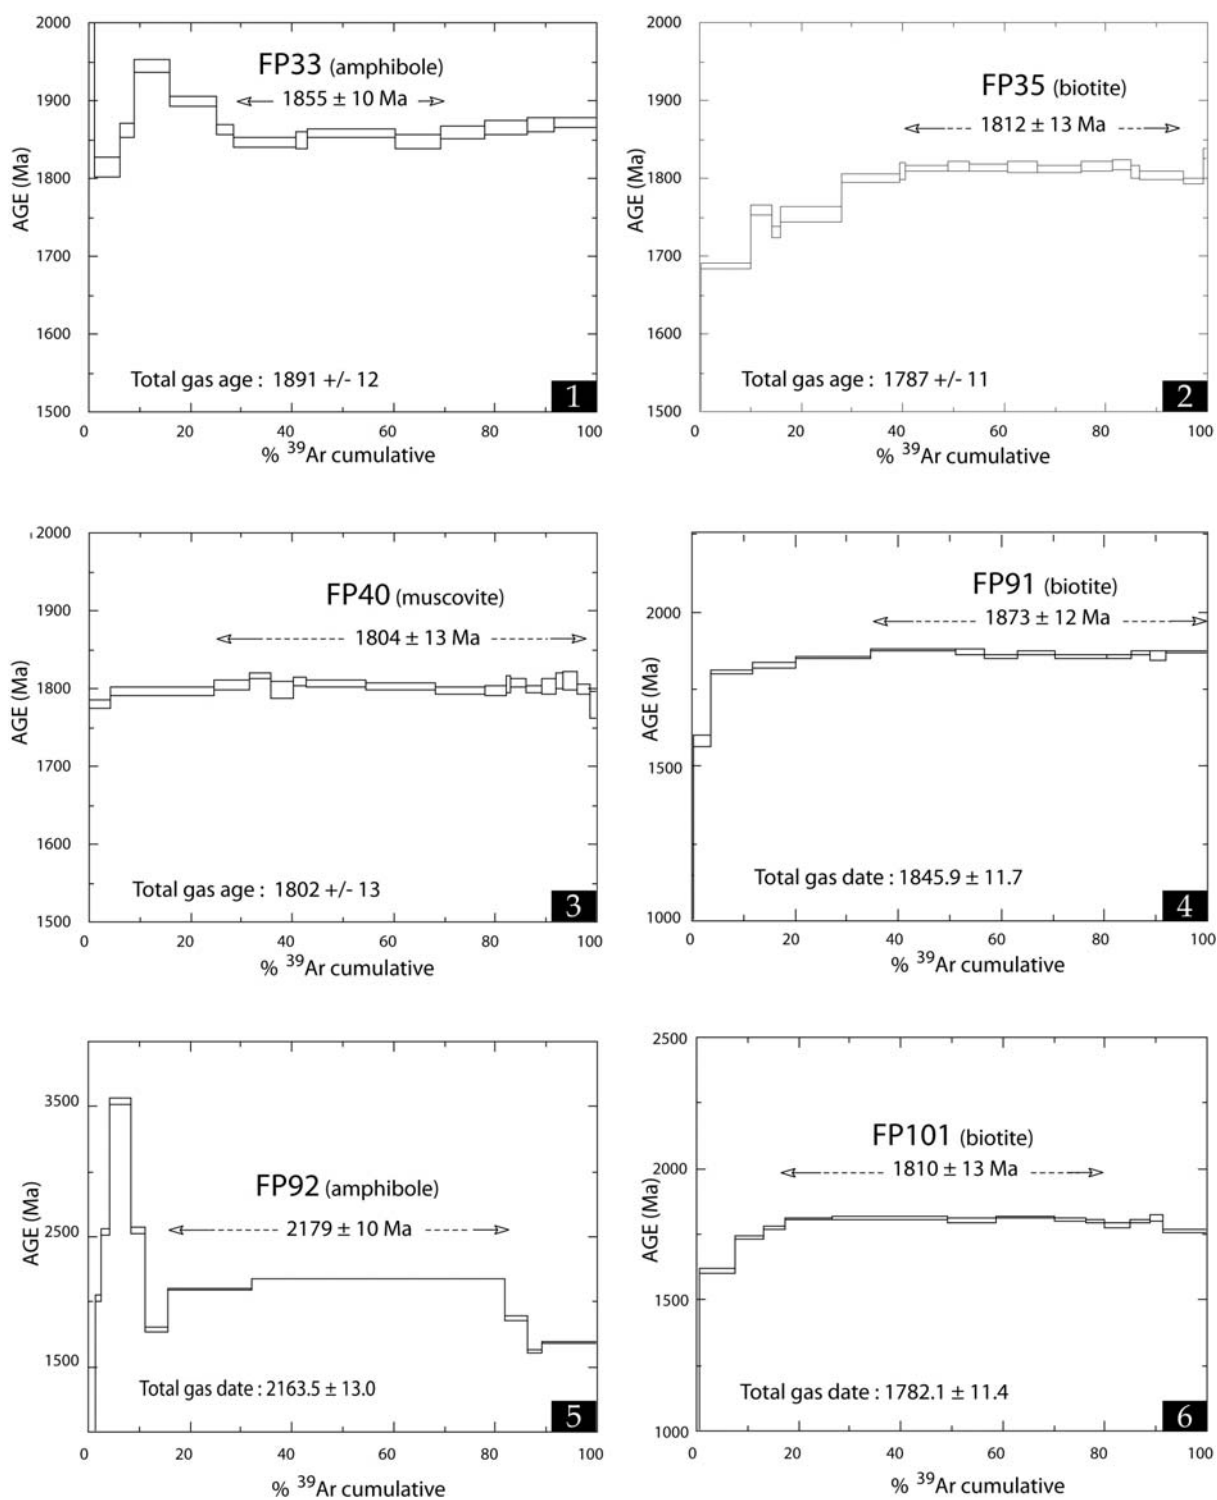 2000
1900
1800
1700
1600
1500
AGE (Ma)
FP33 (amphibole)
1855 ± 10 Ma
Total gas age : 1891 +/- 12
1
0 20 40 60 80 100
% 39Ar cumulative
2000
1900
1800
1700
1600
1500
AGE (Ma)
FP35 (biotite)
1812 ± 13 Ma
Total gas age : 1787 +/- 11
2
0 20 40 60 80 100
% 39Ar cumulative
2000
1900
1800
1700
1600
1500
AGE (Ma)
FP40 (muscovite)
1804 ± 13 Ma
Total gas age : 1802 +/- 13
3
0 20 40 60 80 100
% 39Ar cumulative
2000
1500
1000
AGE (Ma)
FP91 (biotite)
1873 ± 12 Ma
Total gas date : 1845.9 ± 11.7
4
0 20 40 60 80 100
% 39Ar cumulative
3500
2500
1500
AGE (Ma)
FP92 (amphibole)
2179 ± 10 Ma
Total gas date : 2163.5 ± 13.0
5
0 20 40 60 80 100
% 39Ar cumulative
2500
2000
1500
1000
AGE (Ma)
FP101 (biotite)
1810 ± 13 Ma
Total gas date : 1782.1 ± 11.4
6
0 20 40 60 80 100
% 39Ar cumulative